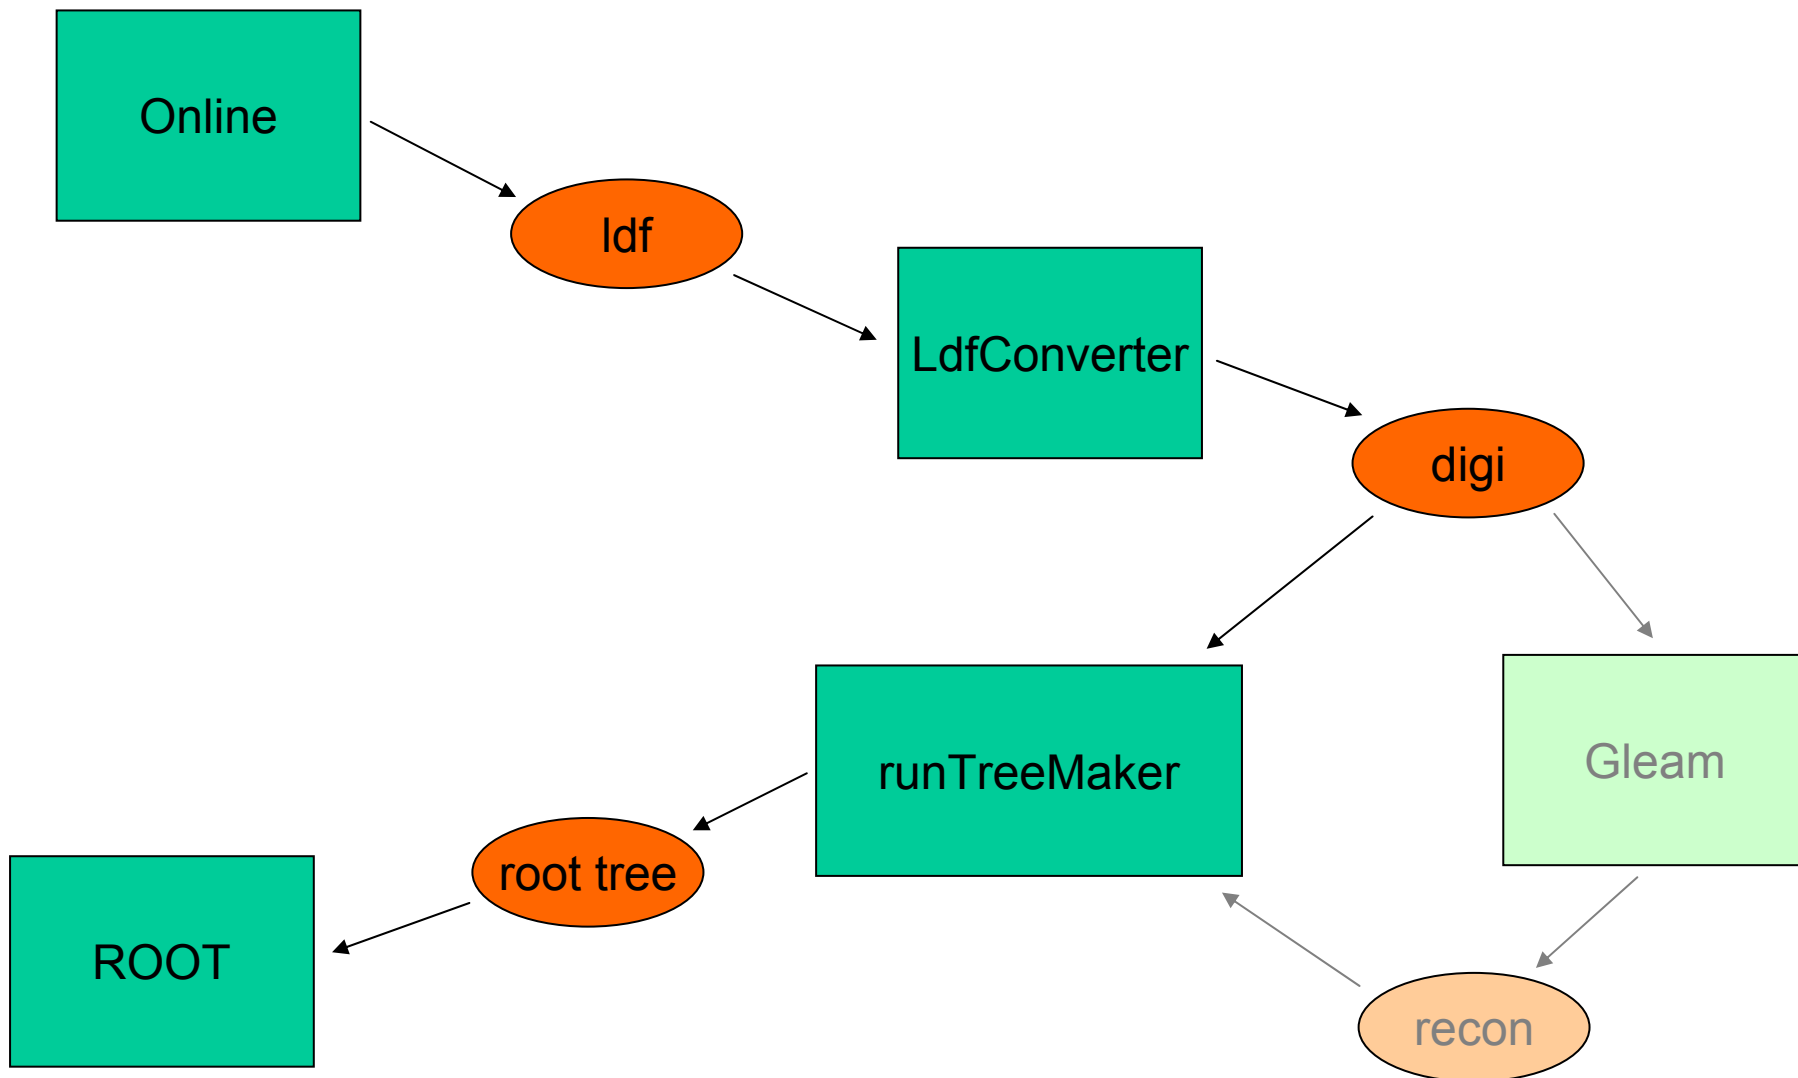 Online
ldf
LdfConverter
digi
runTreeMaker
Gleam
root tree
ROOT
recon